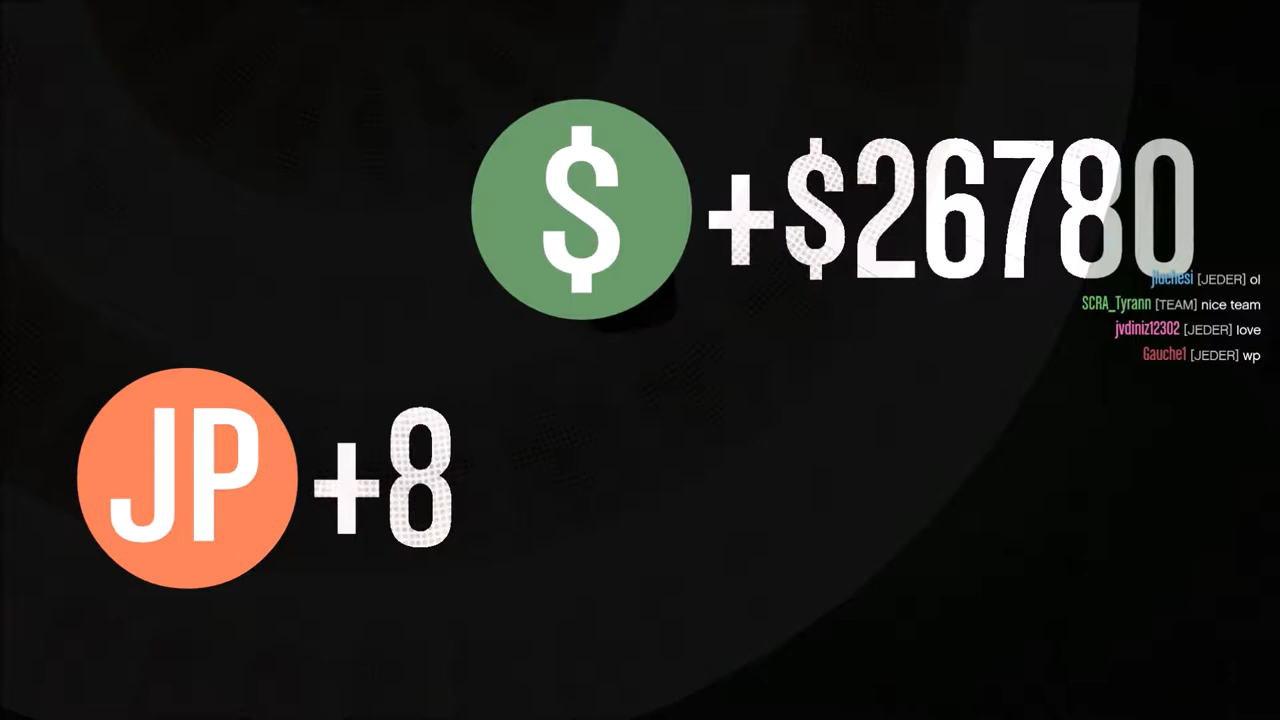 $ +$26780
jluchesi [JEDER] ol
SCRA_Tyrann [TEAM] nice team
jvdiniz12302 [JEDER] love
Gauche1 [JEDER] wp
JP +8